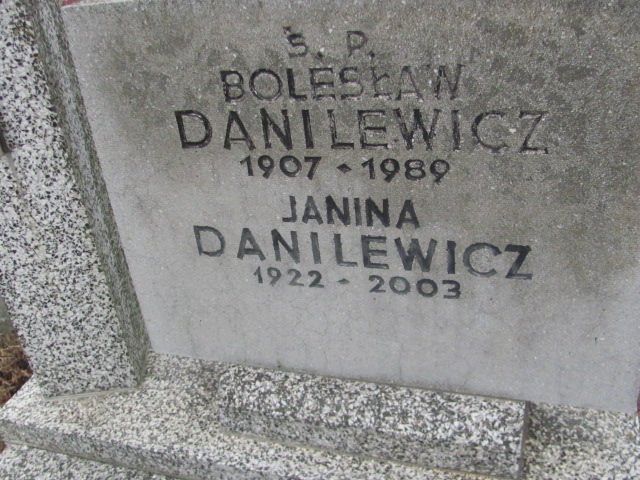 Ś. P.
BOLESŁAW
DANILEWICZ
1907 • 1989
JANINA
DANILEWICZ
1922 - 2003